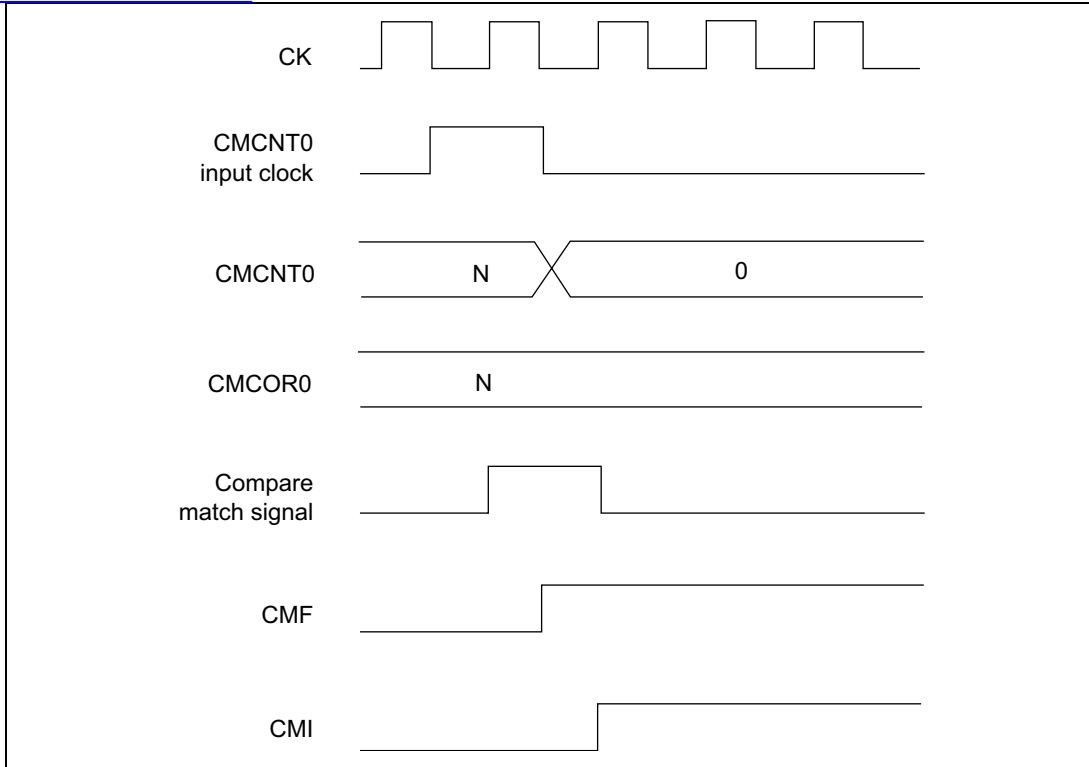 CK
CMCNT0
input clock
CMCNT0
N
0
CMCOR0
N
Compare
match signal
CMF
CMI